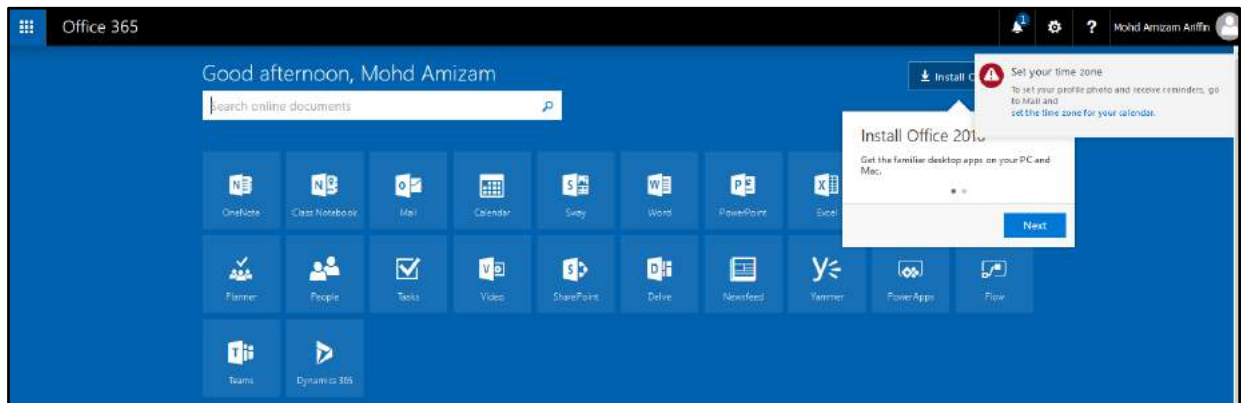 Office 365
1
?
Mohd Amizam Ariffin
Good afternoon, Mohd Amizam
Search online documents
Install O
Set your time zone
To set your profile photo and receive reminders, go
to Mail and
set the time zone for your calendar.
Install Office 2016
Get the familiar desktop apps on your PC and
Mac.
Next
OneNote
Class Notebook
Mail
Calendar
Sway
Word
PowerPoint
Excel
Planner
People
Tasks
Video
SharePoint
Delve
Newsfeed
Yammer
PowerApps
Flow
Teams
Dynamics 365